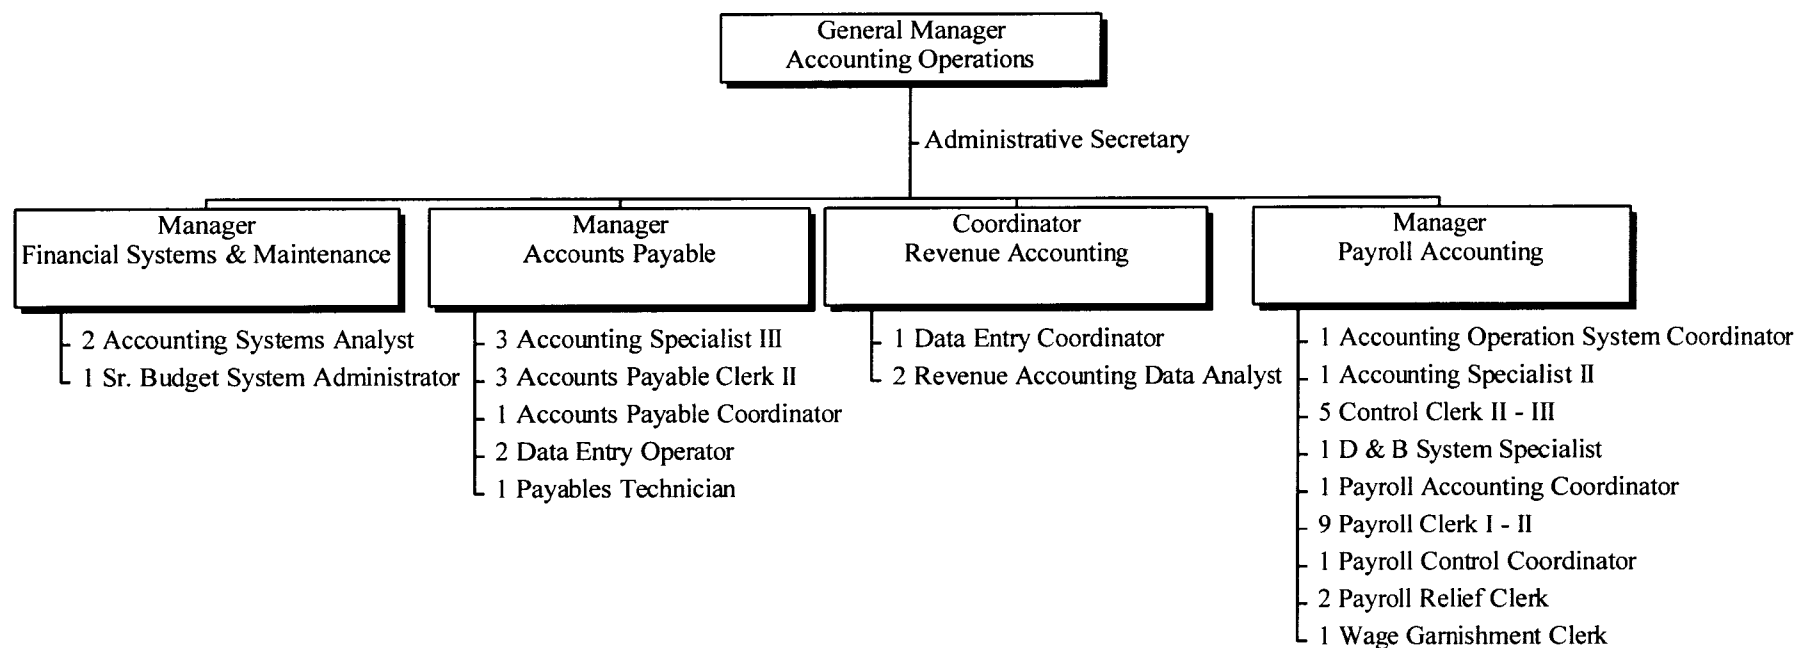 General Manager
Accounting Operations
Administrative Secretary
Manager
Financial Systems & Maintenance
2 Accounting Systems Analyst
1 Sr. Budget System Administrator
Manager
Accounts Payable
3 Accounting Specialist III
3 Accounts Payable Clerk II
1 Accounts Payable Coordinator
2 Data Entry Operator
1 Payables Technician
Coordinator
Revenue Accounting
1 Data Entry Coordinator
2 Revenue Accounting Data Analyst
Manager
Payroll Accounting
1 Accounting Operation System Coordinator
1 Accounting Specialist II
5 Control Clerk II - III
1 D & B System Specialist
1 Payroll Accounting Coordinator
9 Payroll Clerk I - II
1 Payroll Control Coordinator
2 Payroll Relief Clerk
1 Wage Garnishment Clerk